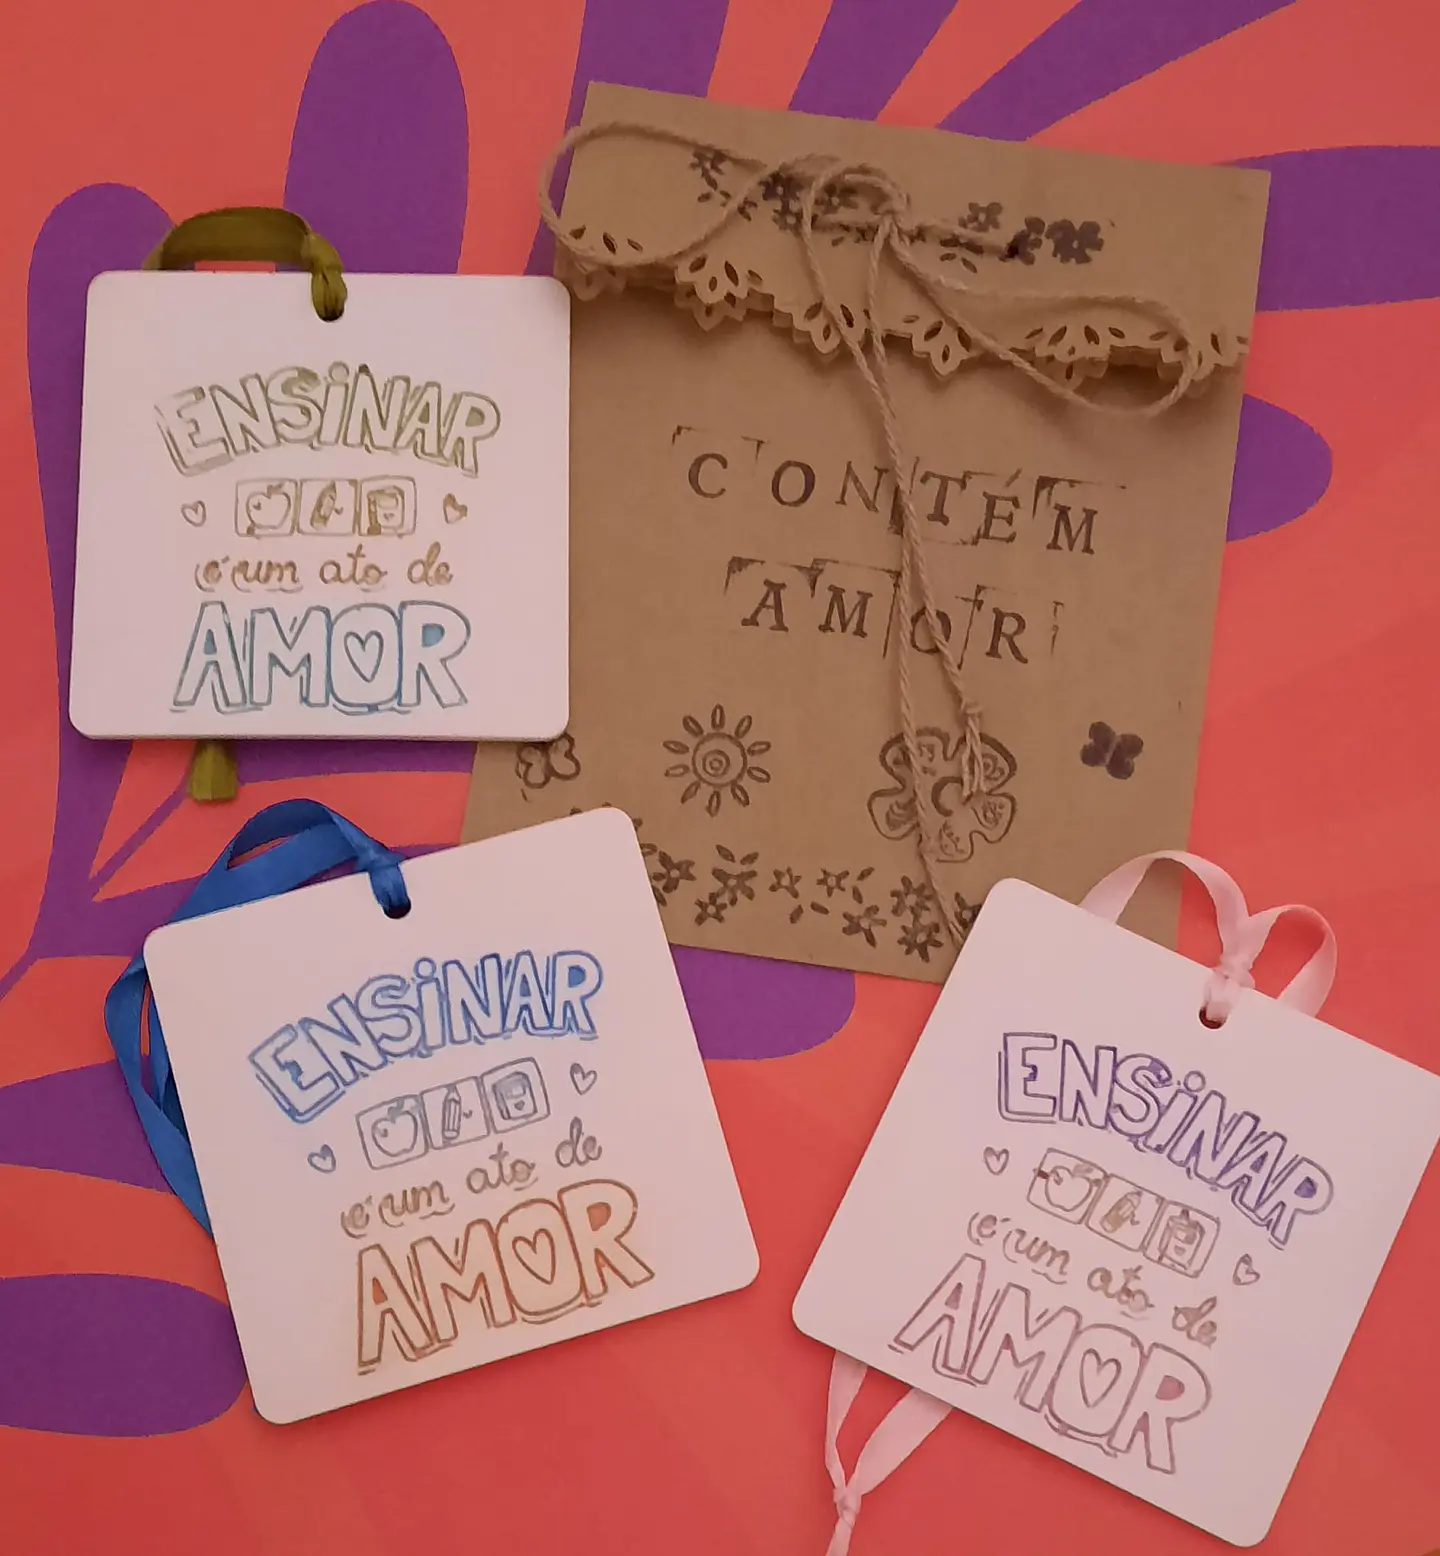 ENSiNAR
é um ato de
AMOR
CONTÉM
AMOR
ENSiNAR
é um ato de
AMOR
ENSiNAR
é um ato de
AMOR